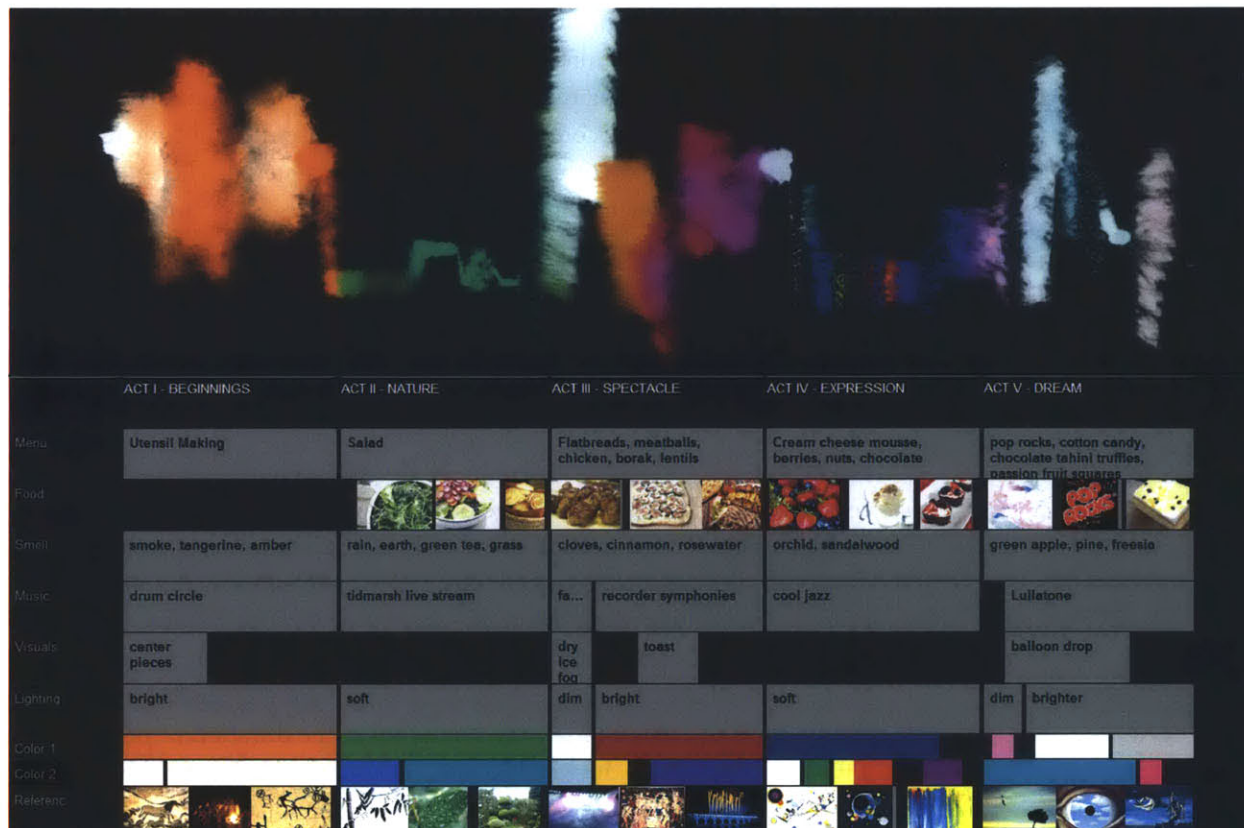 ACT I - BEGINNINGS
ACT II - NATURE
ACT III - SPECTACLE
ACT IV - EXPRESSION
ACT V - DREAM
Menu
Utensil Making
Salad
Flatbreads, meatballs,
chicken, borak, lentils
Cream cheese mousse,
berries, nuts, chocolate
pop rocks, cotton candy,
chocolate tahini truffles,
passion fruit squares
Food
POP
ROCKS
Smell
smoke, tangerine, amber
rain, earth, green tea, grass
cloves, cinnamon, rosewater
orchid, sandalwood
green apple, pine, freesia
Music
drum circle
tidmarsh live stream
fa...
recorder symphonies
cool jazz
Lullatone
Visuals
center
pieces
dry
ice
fog
toast
balloon drop
Lighting
bright
soft
dim
bright
soft
dim
brighter
Color 1
Color 2
Referenc